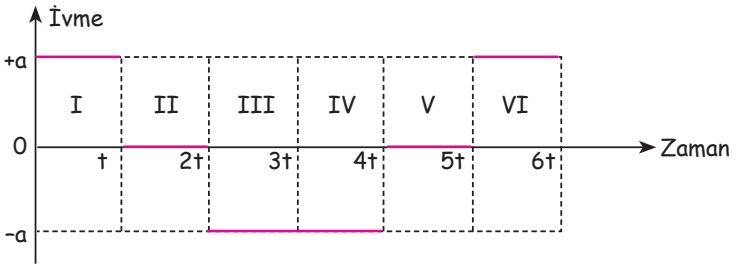 İvme
+a
I II III IV V VI
0
t 2t 3t 4t 5t 6t
Zaman
-a